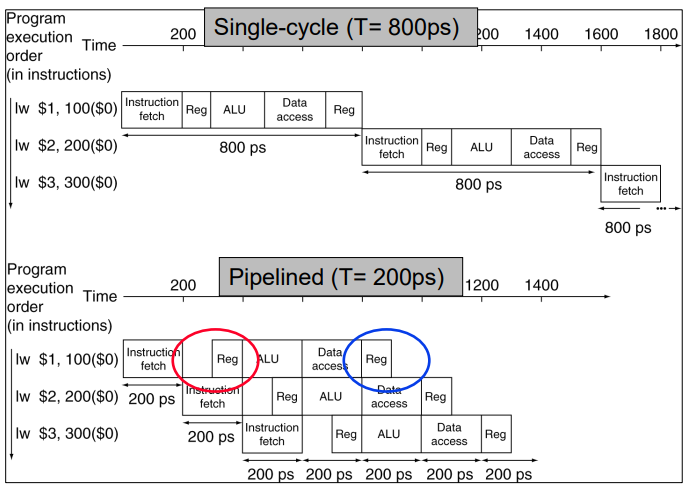 Program
execution
order
(in instructions)
Time
200
Single-cycle (T= 800ps)
200
1400
1600
1800
lw $1, 100($0)
Instruction
fetch
Reg
ALU
Data
access
Reg
lw $2, 200($0)
800 ps
Instruction
fetch
Reg
ALU
Data
access
Reg
lw $3, 300($0)
800 ps
Instruction
fetch
...
800 ps
Program
execution
order
(in instructions)
Time
200
Pipelined (T= 200ps)
1200
1400
lw $1, 100($0)
Instruction
fetch
Reg
ALU
Data
access
Reg
lw $2, 200($0)
200 ps
Instruction
fetch
Reg
ALU
Data
access
Reg
lw $3, 300($0)
200 ps
Instruction
fetch
Reg
ALU
Data
access
Reg
200 ps 200 ps 200 ps 200 ps 200 ps